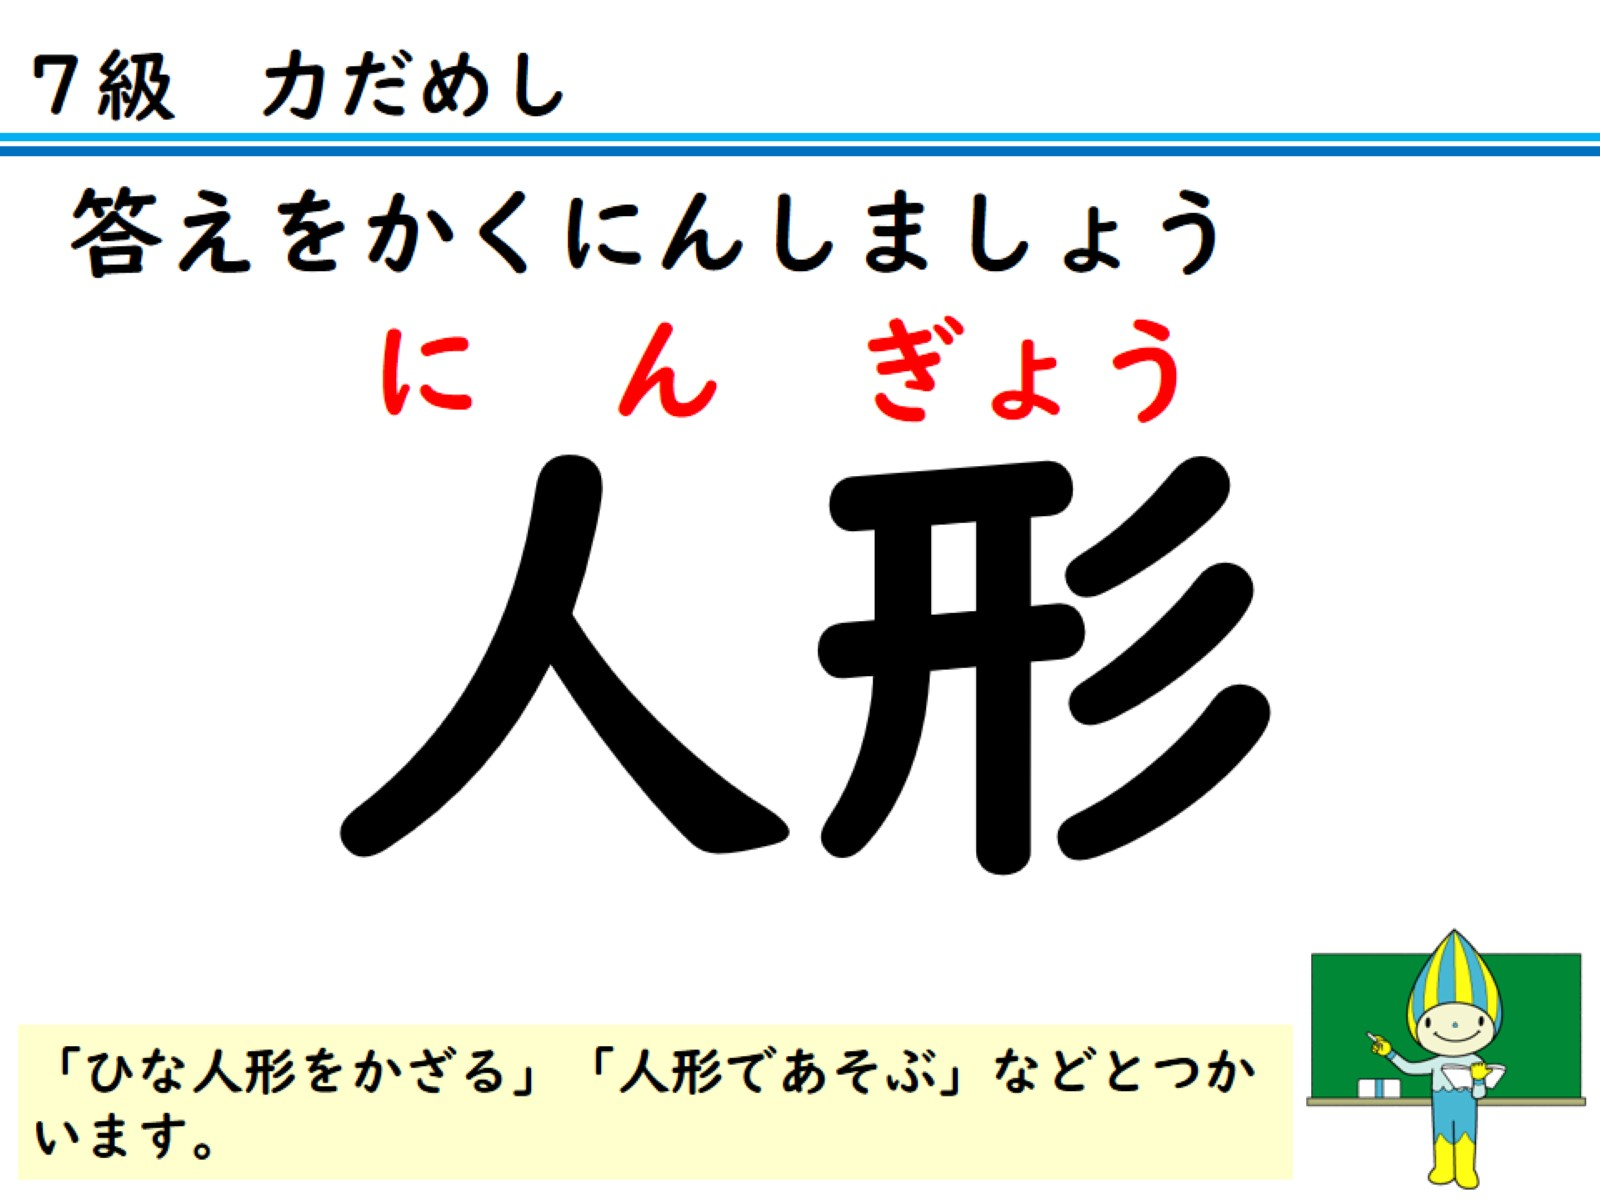 ７級　力だめし
答えをかくにんしましょう
に　ん　ぎょう
人形
「ひな人形をかざる」「人形であそぶ」などとつか
います。